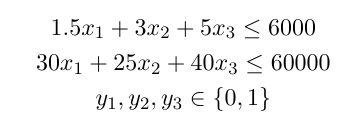 1.5x₁ + 3x₂ + 5x₃ ≤ 6000
30x₁ + 25x₂ + 40x₃ ≤ 60000
y₁, y₂, y₃ ∈ {0, 1}